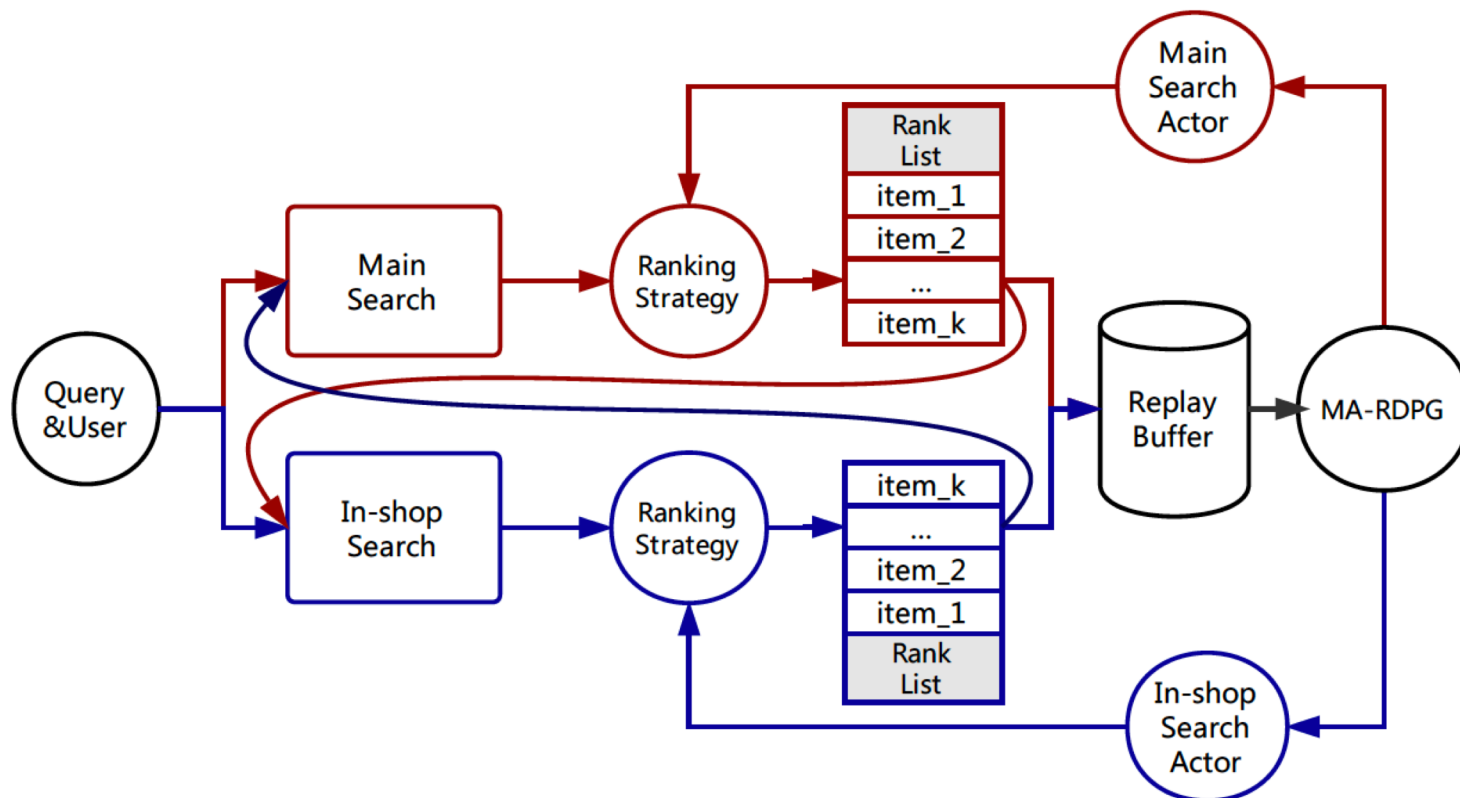 Main
Search
Actor
Rank
List
item_1
item_2
...
item_k
Main
Search
Ranking
Strategy
Query
&User
Replay
Buffer
MA-RDPG
In-shop
Search
Ranking
Strategy
item_k
...
item_2
item_1
Rank
List
In-shop
Search
Actor